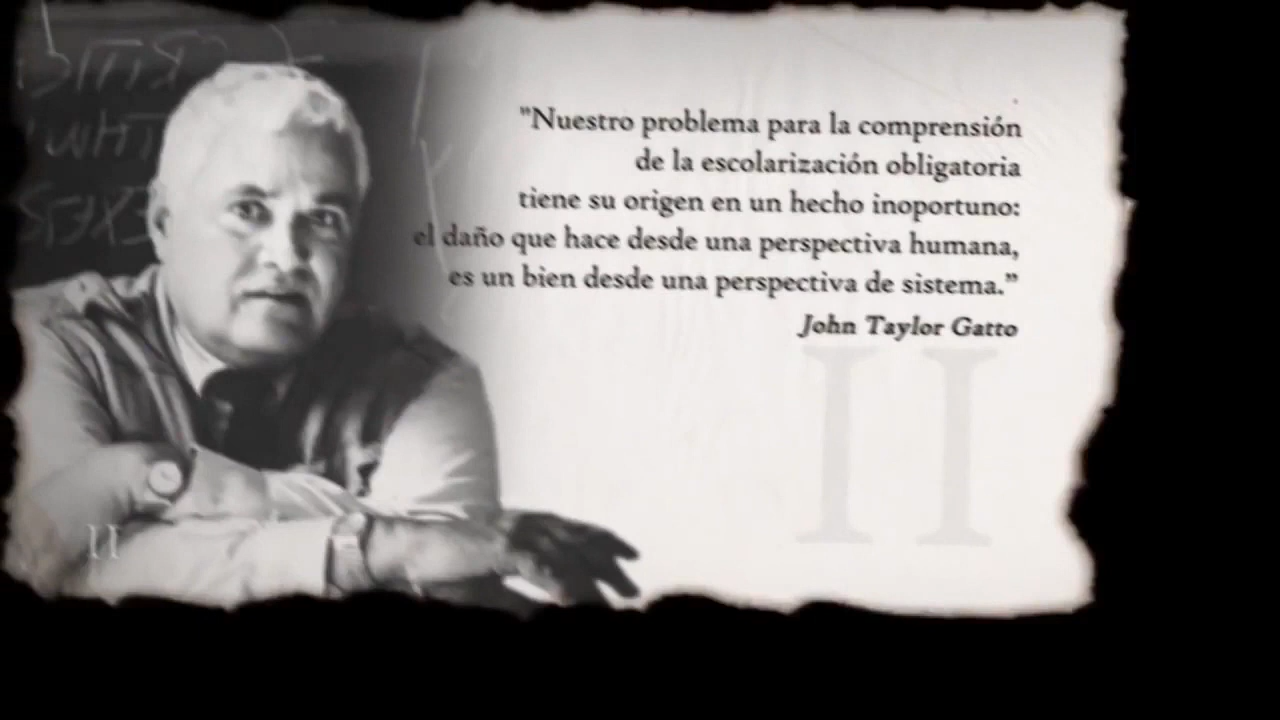 "Nuestro problema para la comprensión
de la escolarización obligatoria
tiene su origen en un hecho inoportuno:
el daño que hace desde una perspectiva humana,
es un bien desde una perspectiva de sistema.”
John Taylor Gatto
II
II